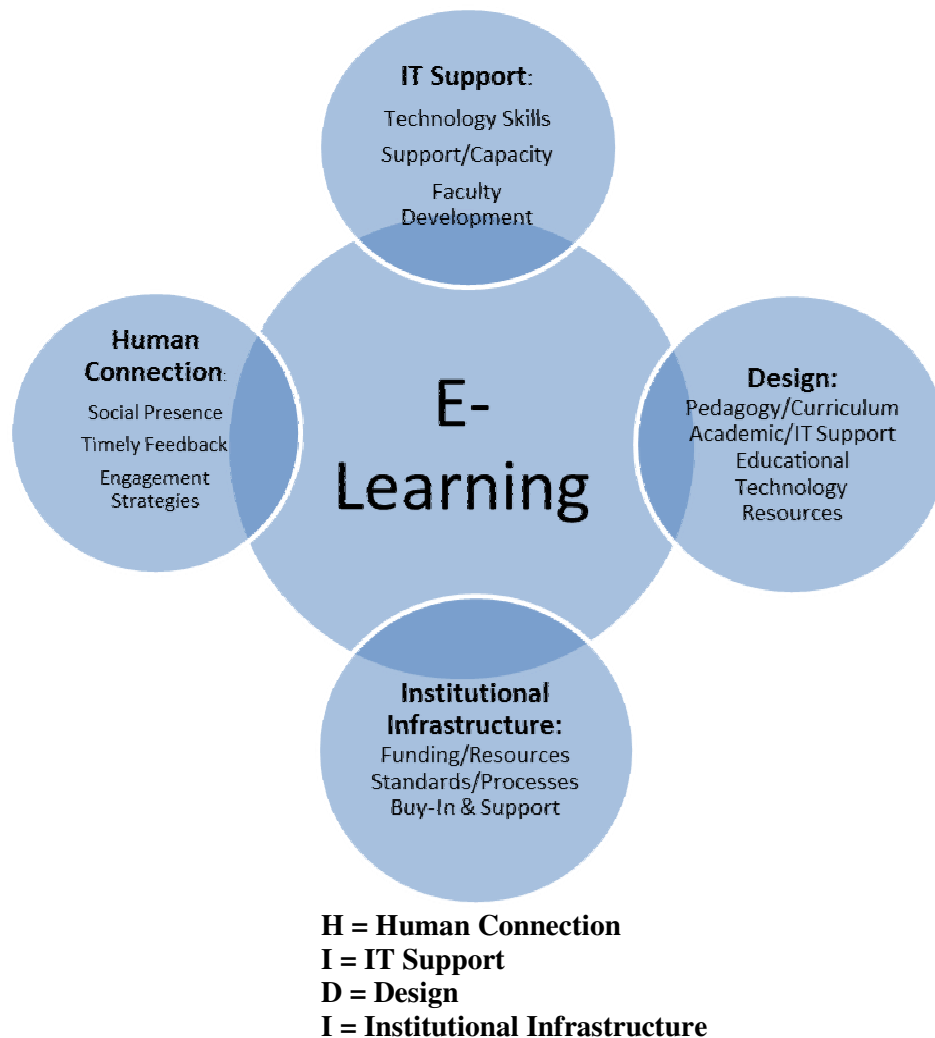 IT Support:
Technology Skills
Support/Capacity
Faculty
Development
Human
Connection:
Social Presence
Timely Feedback
Engagement
Strategies
E-
Learning
Design:
Pedagogy/Curriculum
Academic/IT Support
Educational
Technology
Resources
Institutional
Infrastructure:
Funding/Resources
Standards/Processes
Buy-In & Support
H = Human Connection
I = IT Support
D = Design
I = Institutional Infrastructure